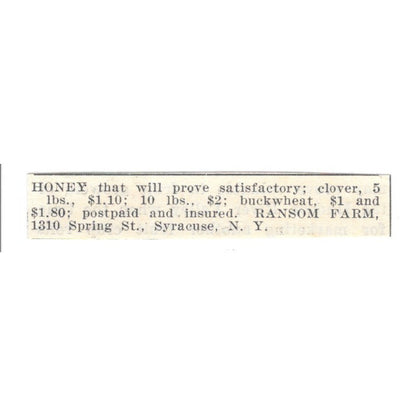 HONEY that will prove satisfactory; clover, 5
lbs., $1.10; 10 lbs., $2; buckwheat, $1 and
$1.80; postpaid and insured. RANSOM FARM,
1310 Spring St., Syracuse, N. Y.